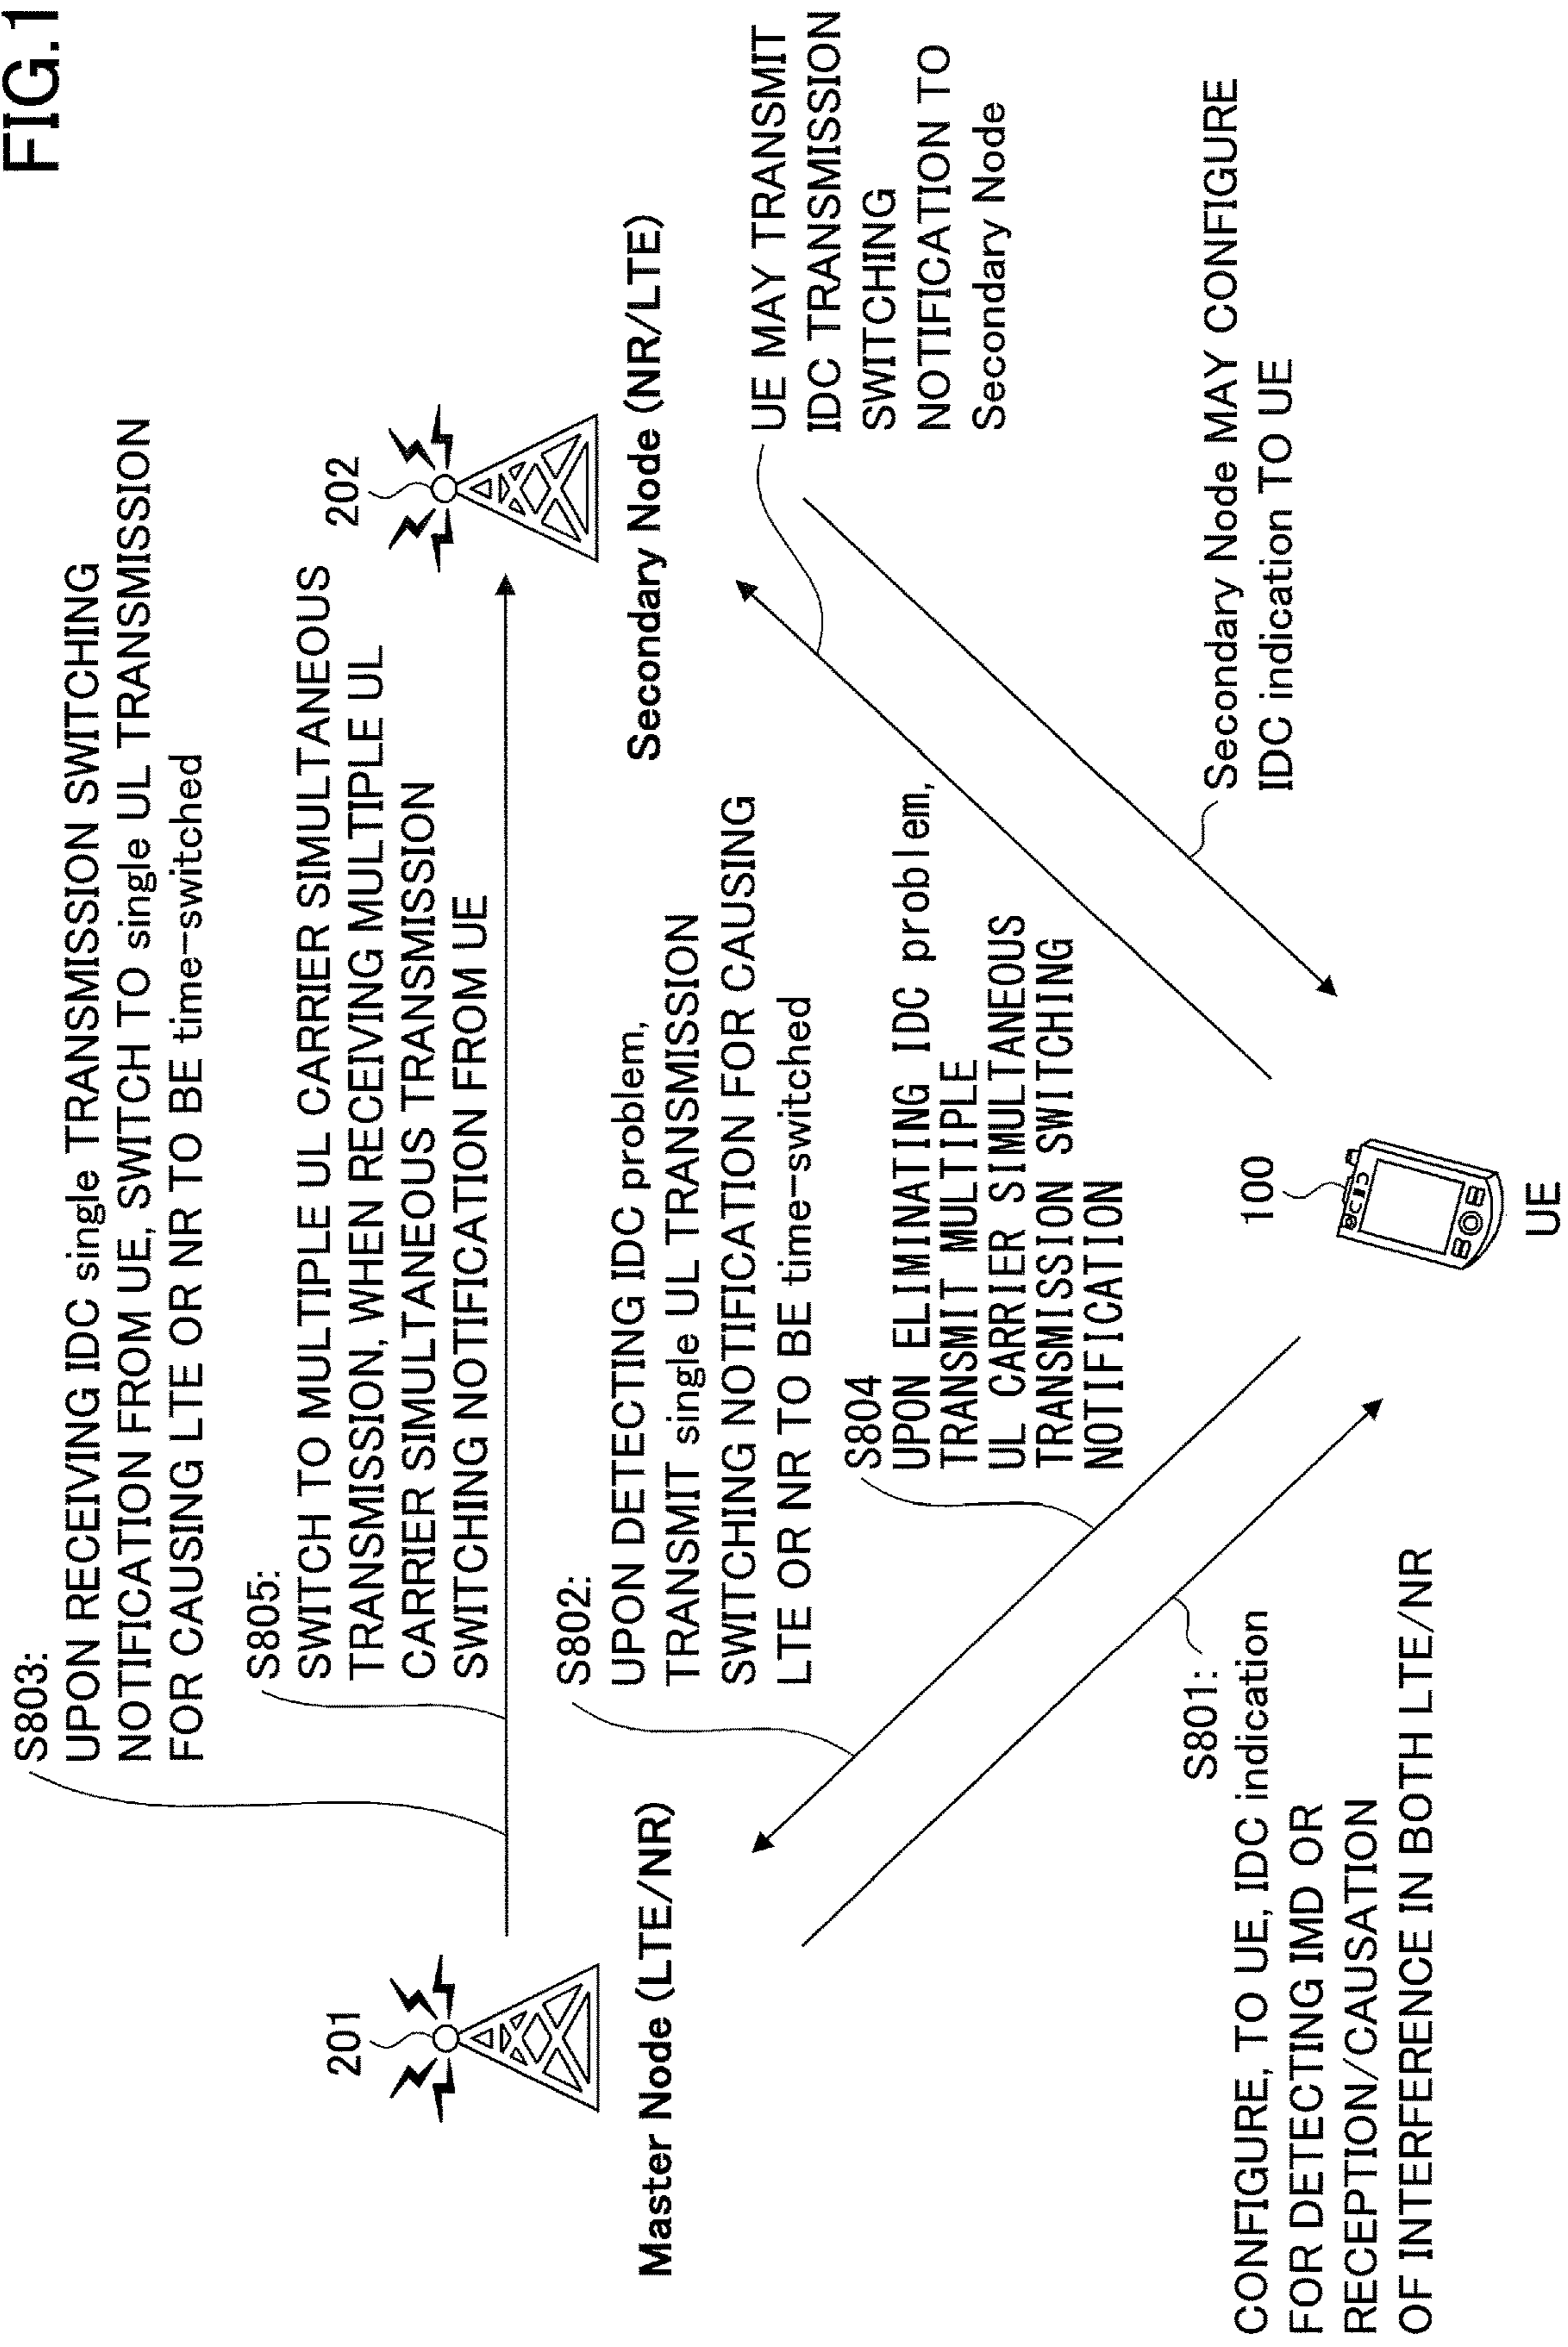 FIG.1
S803:
UPON RECEIVING IDC single TRANSMISSION SWITCHING
NOTIFICATION FROM UE, SWITCH TO single UL TRANSMISSION
FOR CAUSING LTE OR NR TO BE time-switched
S805:
SWITCH TO MULTIPLE UL CARRIER SIMULTANEOUS
TRANSMISSION, WHEN RECEIVING MULTIPLE UL
CARRIER SIMULTANEOUS TRANSMISSION
SWITCHING NOTIFICATION FROM UE
201
Master Node (LTE/NR)
202
Secondary Node (NR/LTE)
S802:
UPON DETECTING IDC problem,
TRANSMIT single UL TRANSMISSION
SWITCHING NOTIFICATION FOR CAUSING
LTE OR NR TO BE time-switched
S804
UPON ELIMINATING IDC problem,
TRANSMIT MULTIPLE
UL CARRIER SIMULTANEOUS
TRANSMISSION SWITCHING
NOTIFICATION
UE MAY TRANSMIT
IDC TRANSMISSION
SWITCHING
NOTIFICATION TO
Secondary Node
S801:
CONFIGURE, TO UE, IDC indication
FOR DETECTING IMD OR
RECEPTION/CAUSATION
OF INTERFERENCE IN BOTH LTE/NR
100
UE
Secondary Node MAY CONFIGURE
IDC indication TO UE